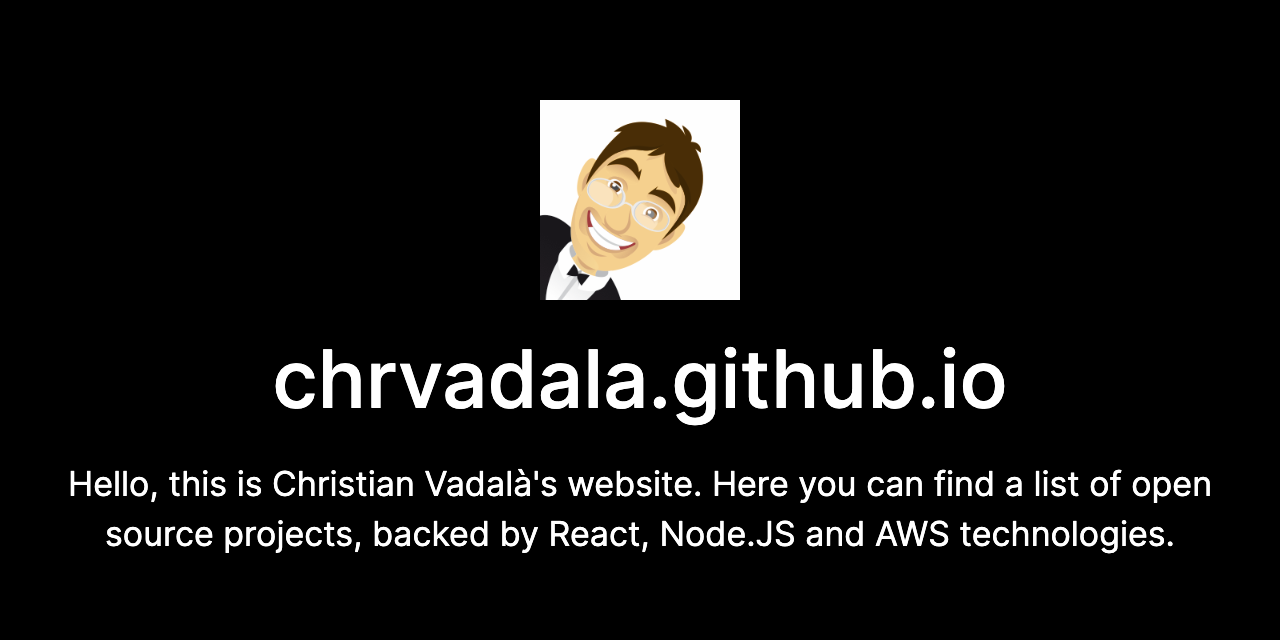 chrvadala.github.io
Hello, this is Christian Vadalà's website. Here you can find a list of open
source projects, backed by React, Node.JS and AWS technologies.